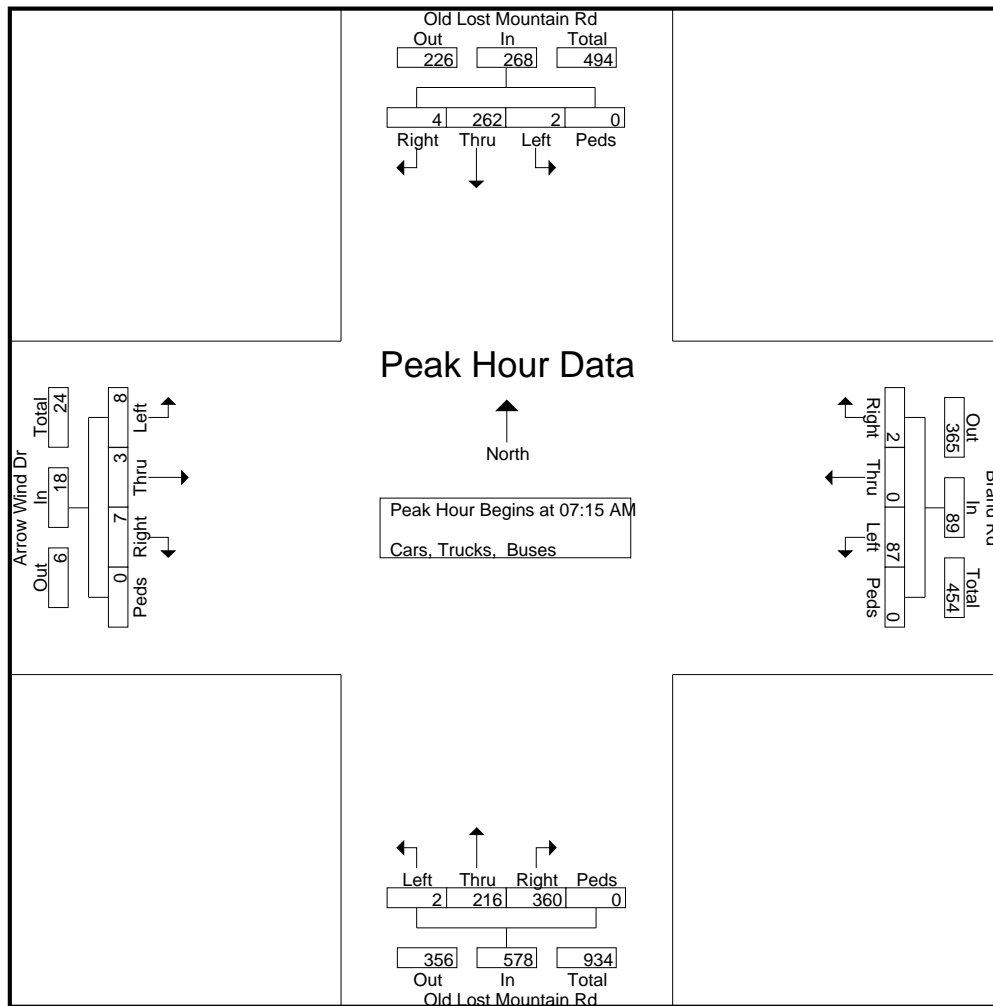 Old Lost Mountain Rd
Out In Total
226 268 494
4 262 2 0
Right Thru Left Peds
Peak Hour Data
North
Peak Hour Begins at 07:15 AM
Cars, Trucks, Buses
Arrow Wind Dr
Out In Total
6 18 24
8 3 7 0
Left Thru Right Peds
Brand Rd
Out In Total
365 89 454
2 0 87 0
Right Thru Left Peds
Left Thru Right Peds
2 216 360 0
356 578 934
Out In Total
Old Lost Mountain Rd